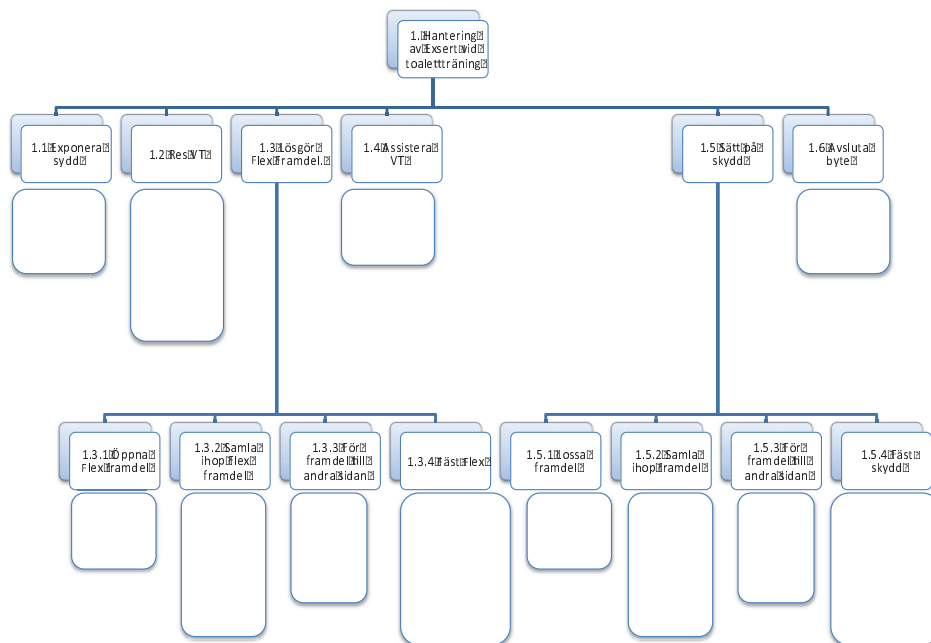 1. Hantering
av Exsert vid
toalettträning
1.1 Exponera
sydd
1.2 Res VT
1.3 Lösgör
Flex framdel.
1.4 Assistera
VT
1.5 Sätt på
skydd
1.6 Avsluta
byte
1.3.1 Öppna
Flex framdel
1.3.2 Samla
ihop Flex
framdel
1.3.3 För
framdel till
andra sidan
1.3.4 Fäst Flex
1.5.1 Lossa
framdel
1.5.2 Samla
ihop framdel
1.5.3 För
framdel till
andra sidan
1.5.4 Fäst
skydd